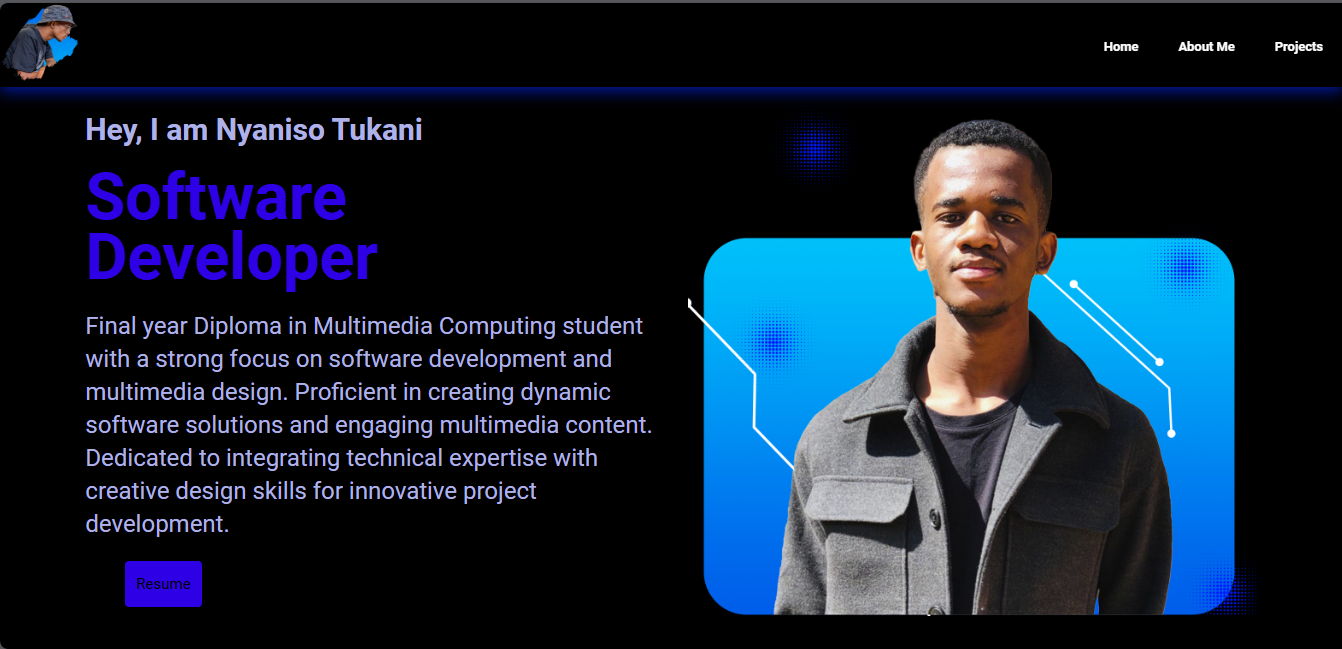 Home About Me Projects
Hey, I am Nyaniso Tukani
Software
Developer
Final year Diploma in Multimedia Computing student
with a strong focus on software development and
multimedia design. Proficient in creating dynamic
software solutions and engaging multimedia content.
Dedicated to integrating technical expertise with
creative design skills for innovative project
development.
Resume